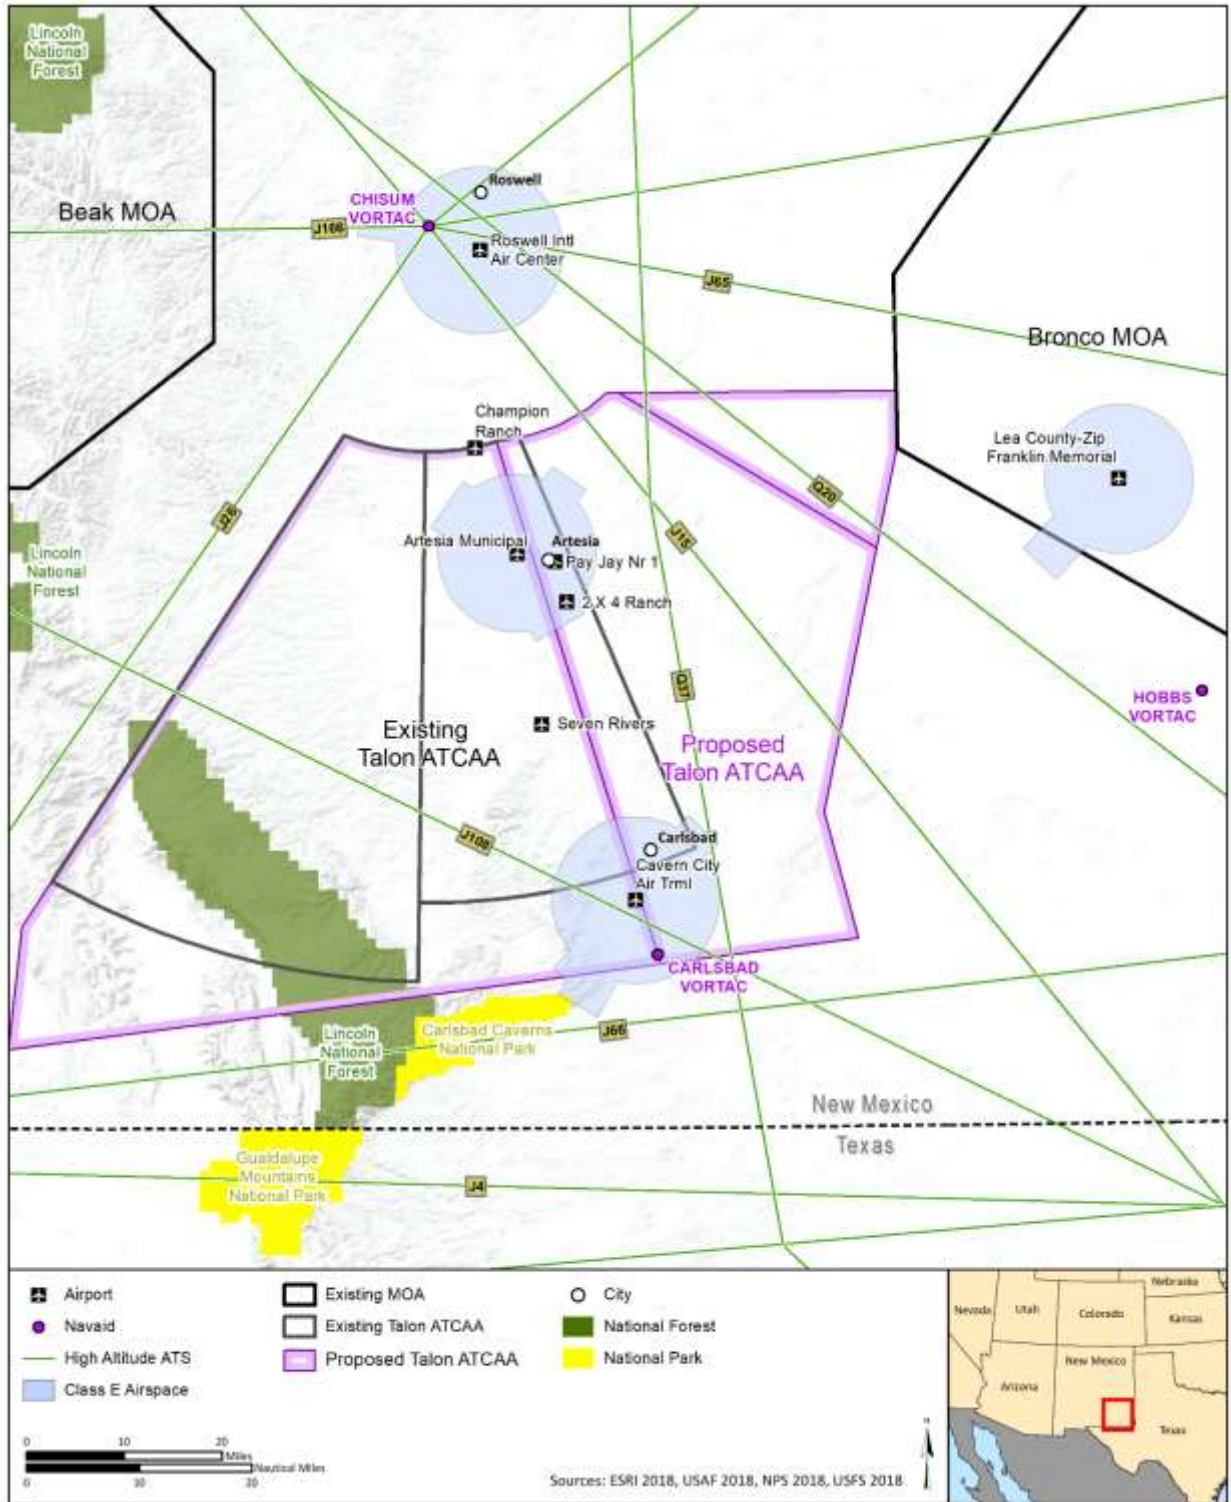 Lincoln
National
Forest
Beak MOA
CHISUM
VORTAC
J166
Roswell
Roswell Intl
Air Center
J65
Bronco MOA
Champion
Ranch
Lea County-Zip
Franklin Memorial
J26
Q20
J15
Artesia Municipal
Artesia
Pay Jay Nr 1
2 X 4 Ranch
Lincoln
National
Forest
Q37
HOBBS
VORTAC
Seven Rivers
Existing
Talon ATCAA
Proposed
Talon ATCAA
J108
Carlsbad
Cavern City
Air Trml
CARLSBAD
VORTAC
Lincoln
National
Forest
Carlsbad Caverns
National Park
J66
New Mexico
Texas
Guadalupe
Mountains
National Park
J4
Airport
Navaid
High Altitude ATS
Class E Airspace
Existing MOA
Existing Talon ATCAA
Proposed Talon ATCAA
City
National Forest
National Park
0 10 20
Miles
Nautical Miles
0 10 20
Sources: ESRI 2018, USAF 2018, NPS 2018, USFS 2018
N
Nebraska
Nevada
Utah
Colorado
Kansas
New Mexico
Arizona
Texas